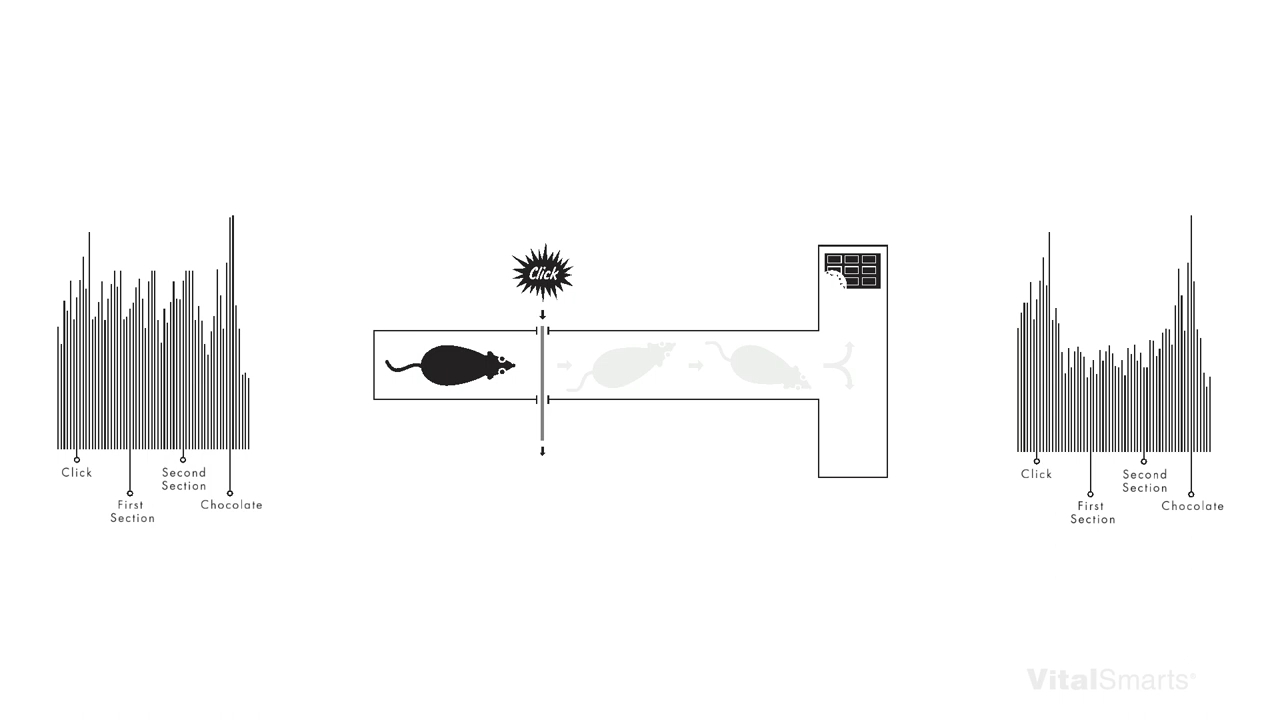 Click
Click
First
Section
Second
Section
Chocolate
Click
First
Section
Second
Section
Chocolate
VitalSmarts®